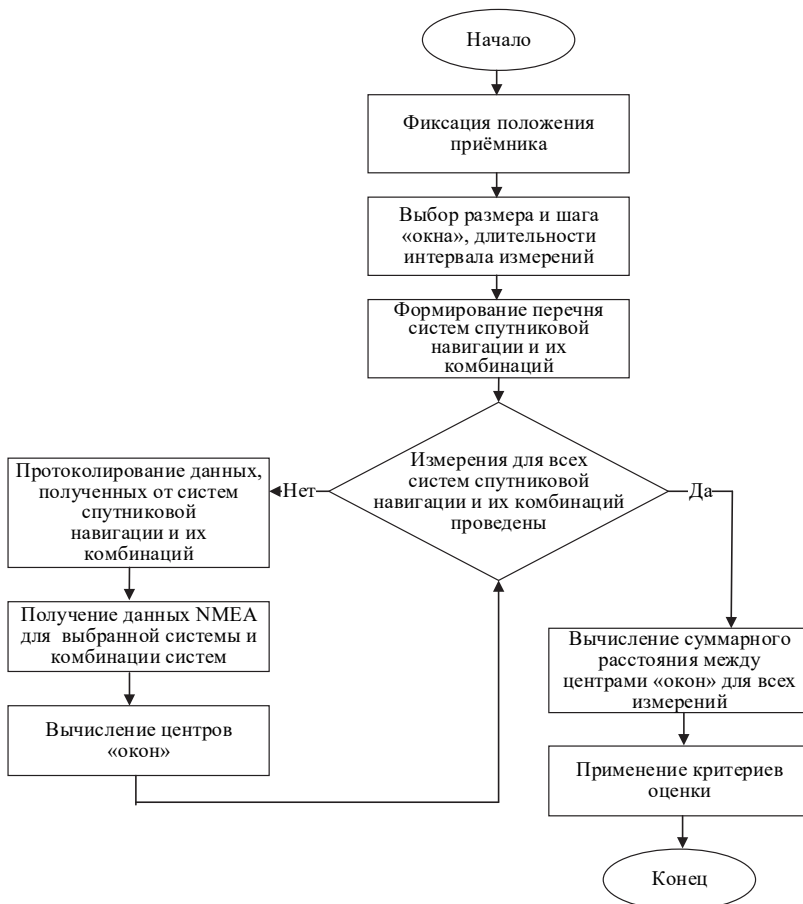 Начало
Фиксация положения
приёмника
Выбор размера и шага
«окна», длительности
интервала измерений
Формирование перечня
систем спутниковой
навигации и их
комбинаций
Измерения для всех
систем спутниковой
навигации и их комбинаций
проведены
Нет
Да
Протоколирование данных,
полученных от систем
спутниковой
навигации и их
комбинаций
Получение данных NMEA
для выбранной системы и
комбинации систем
Вычисление центров
«окон»
Вычисление суммарного
расстояния между
центрами «окон» для всех
измерений
Применение критериев
оценки
Конец